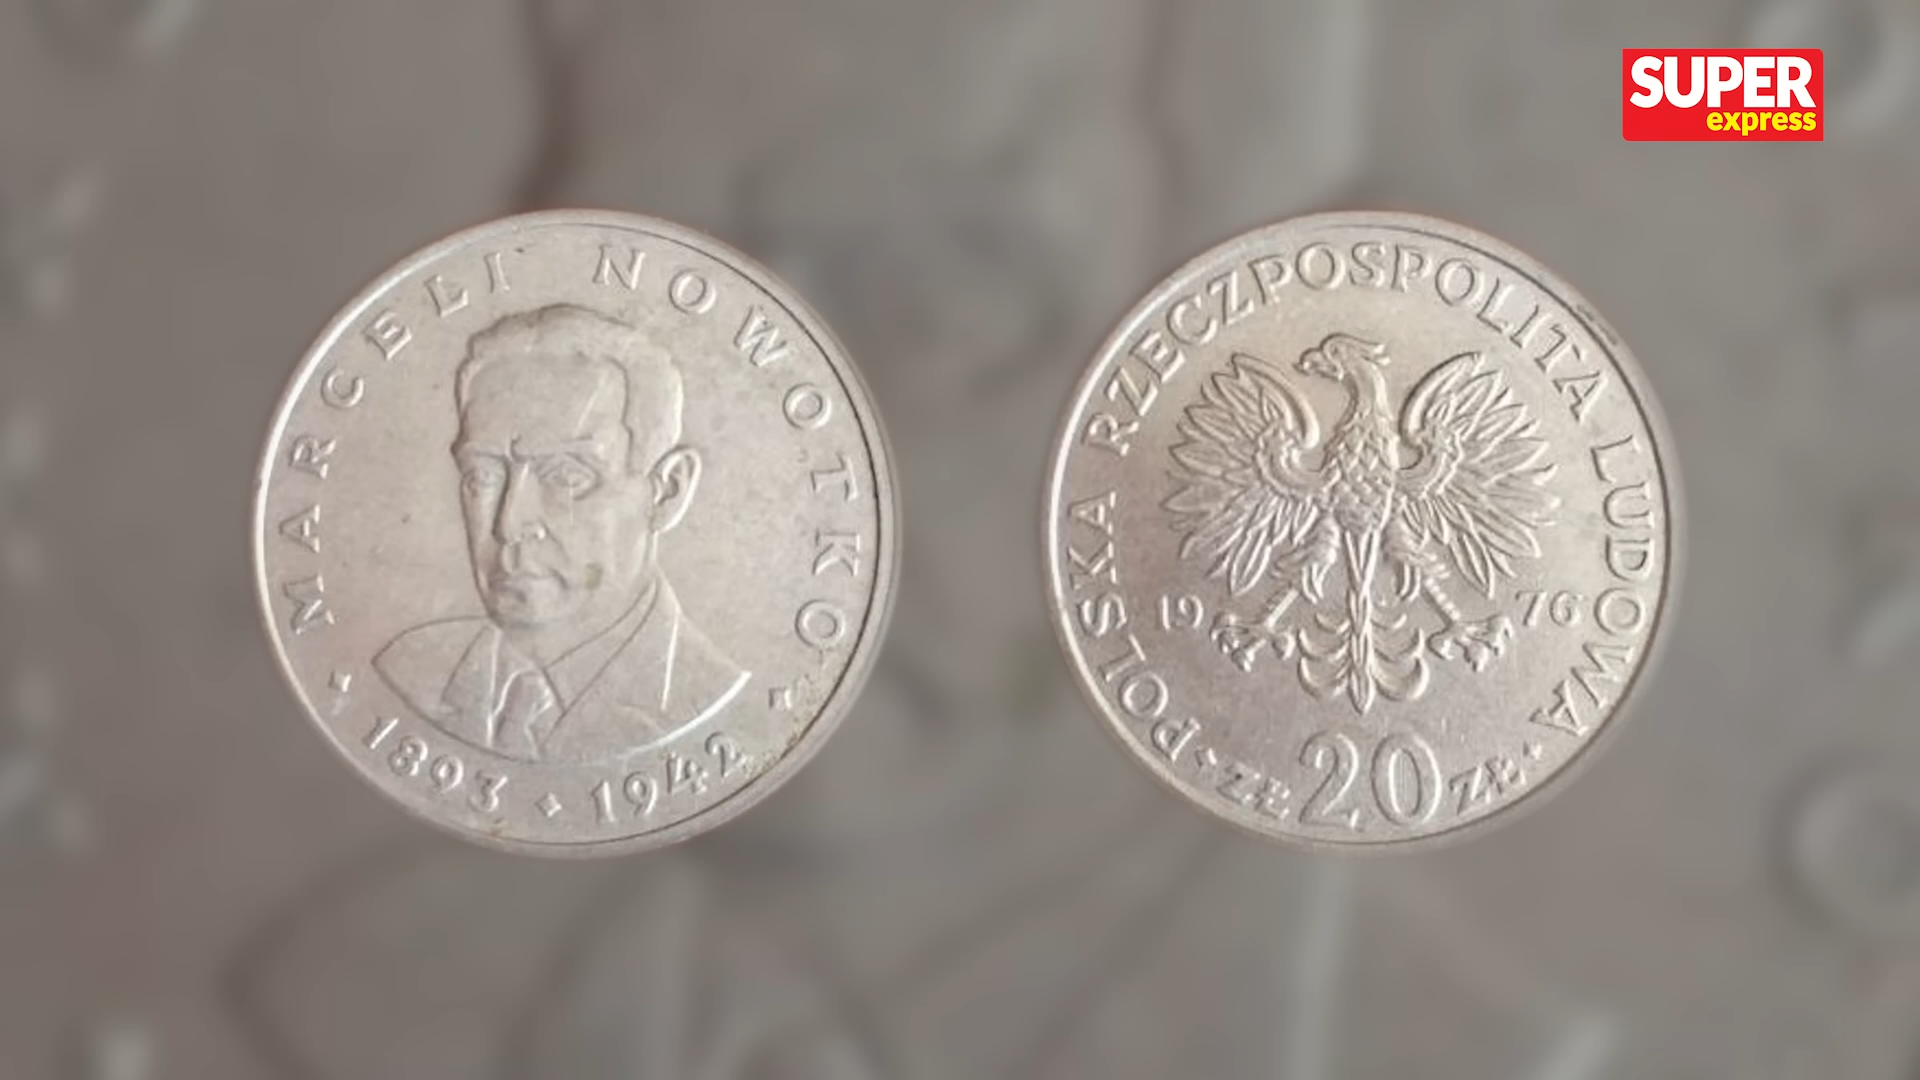 SUPER
express
MARCELI NOWOTKO
1893 • 1942
POLSKA RZECZPOSPOLITA LUDOWA
19 76
ZŁ 20 ZŁ